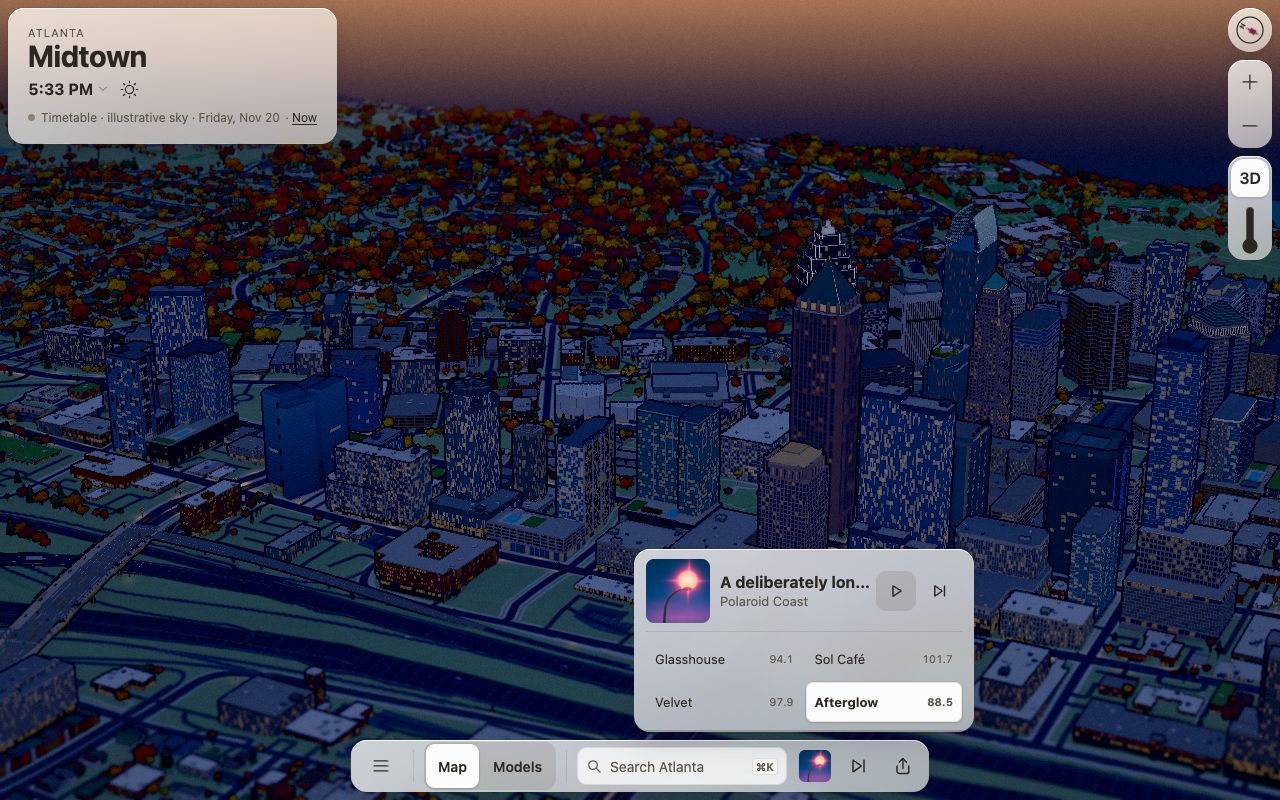 ATLANTA
Midtown
5:33 PM
Timetable · illustrative sky · Friday, Nov 20 · Now
N
3D
A deliberately lon...
Polaroid Coast
Glasshouse 94.1 Sol Café 101.7
Velvet 97.9 Afterglow 88.5
Map Models Search Atlanta ⌘K